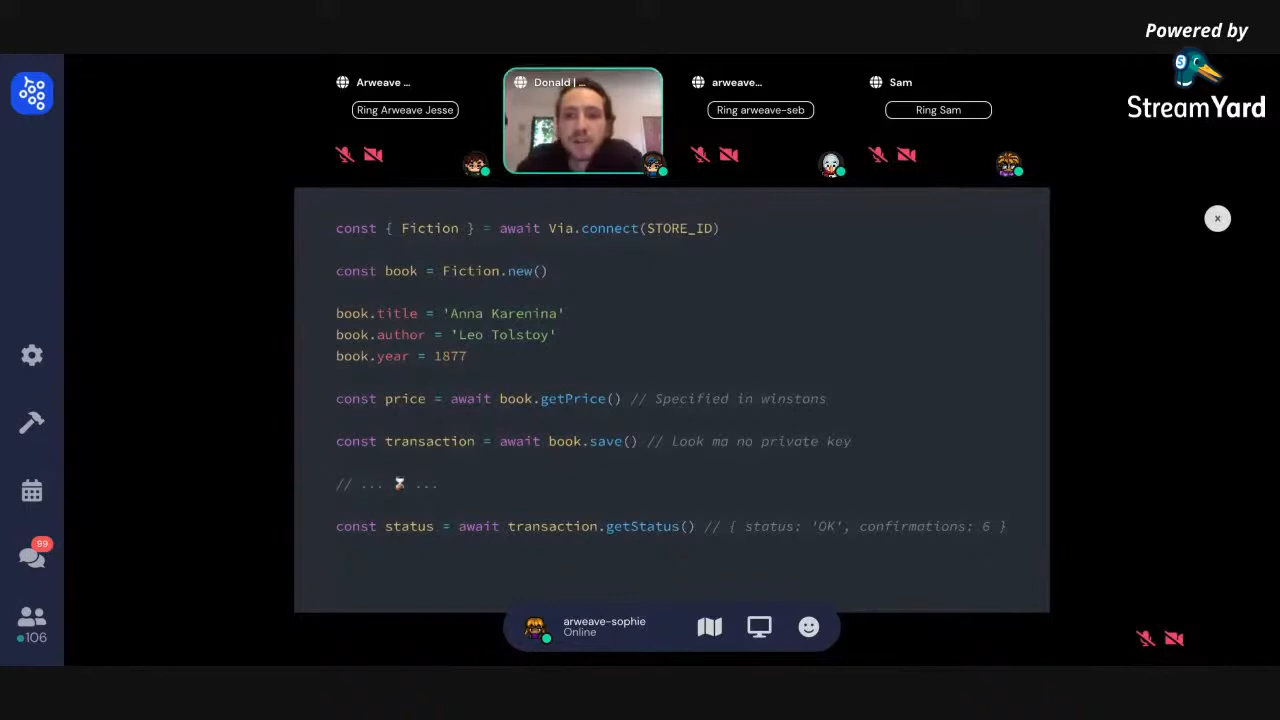 Powered by
StreamYard
Arweave ...
Ring Arweave Jesse
Donald | ...
arweave...
Ring arweave-seb
Sam
Ring Sam
const { Fiction } = await Via.connect(STORE_ID)
const book = Fiction.new()
book.title = 'Anna Karenina'
book.author = 'Leo Tolstoy'
book.year = 1877
const price = await book.getPrice() // Specified in winstons
const transaction = await book.save() // Look ma no private key
// ... ⌛ ...
const status = await transaction.getStatus() // { status: 'OK', confirmations: 6 }
99
106
arweave-sophie
Online